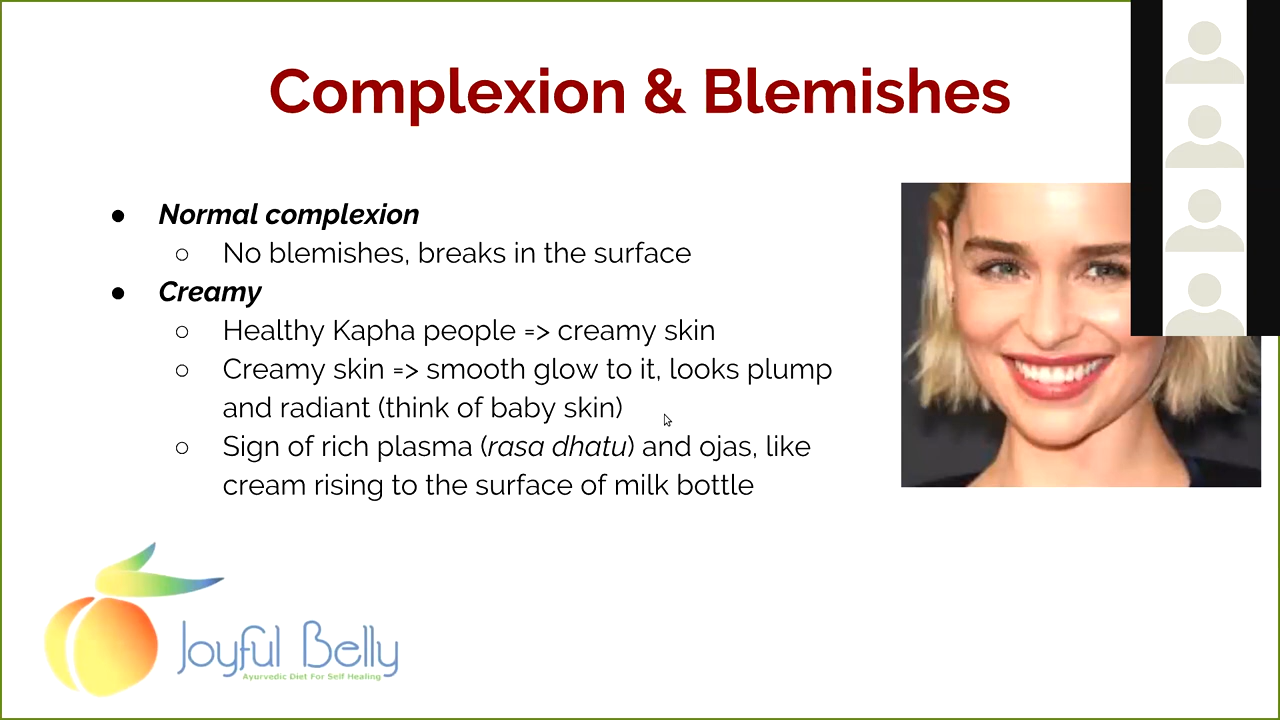 Complexion & Blemishes
● Normal complexion
○ No blemishes, breaks in the surface
● Creamy
○ Healthy Kapha people => creamy skin
○ Creamy skin => smooth glow to it, looks plump
and radiant (think of baby skin)
○ Sign of rich plasma (rasa dhatu) and ojas, like
cream rising to the surface of milk bottle
Joyful Belly
Ayurvedic Diet For Self Healing